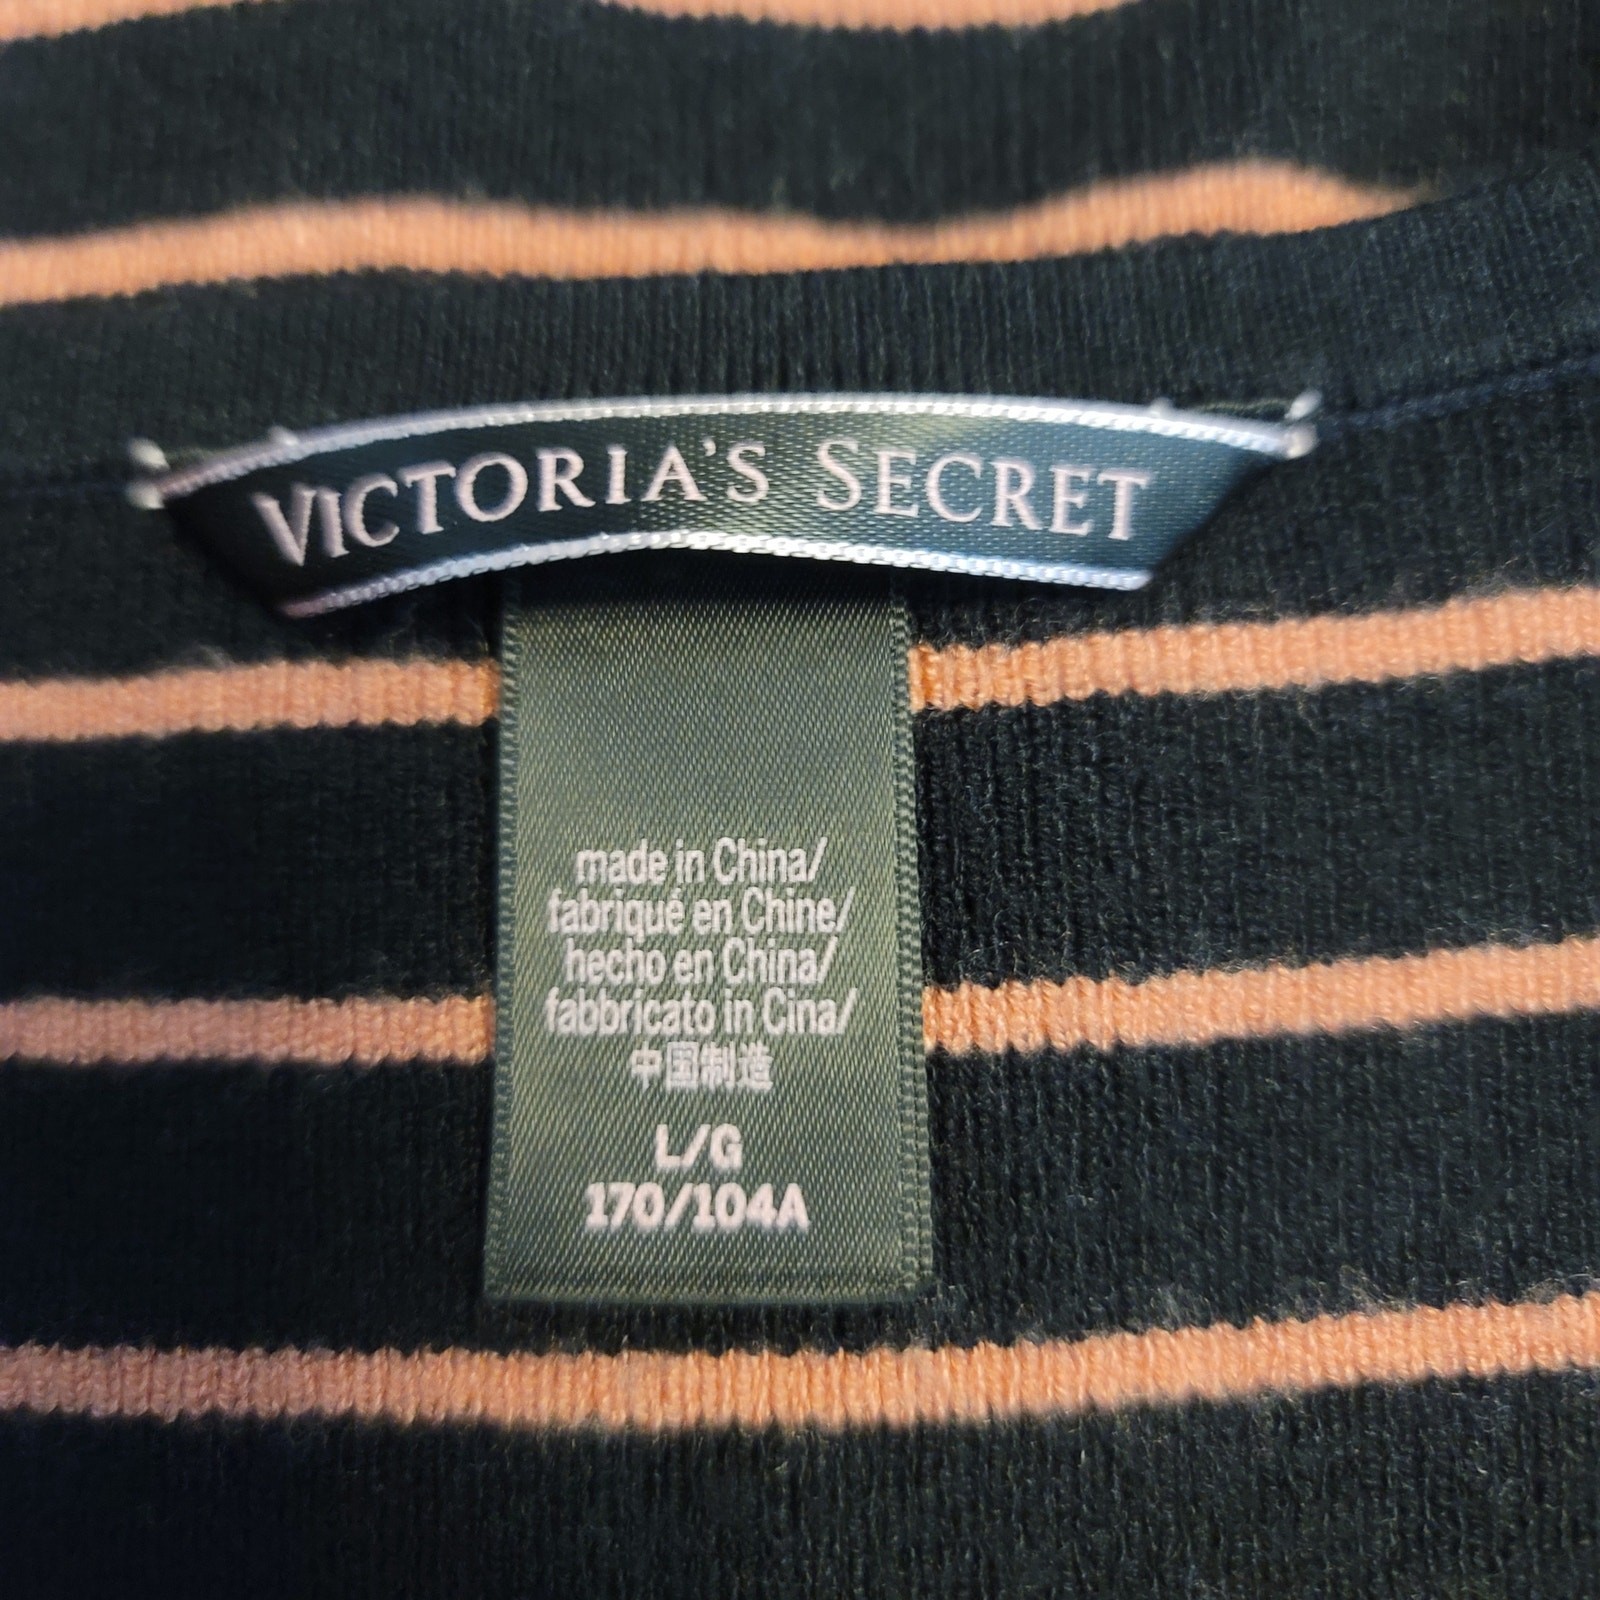 VICTORIA'S SECRET
made in China/
fabriqué en Chine/
hecho en China/
fabbricato in Cina/
中国制造
L/G
170/104A